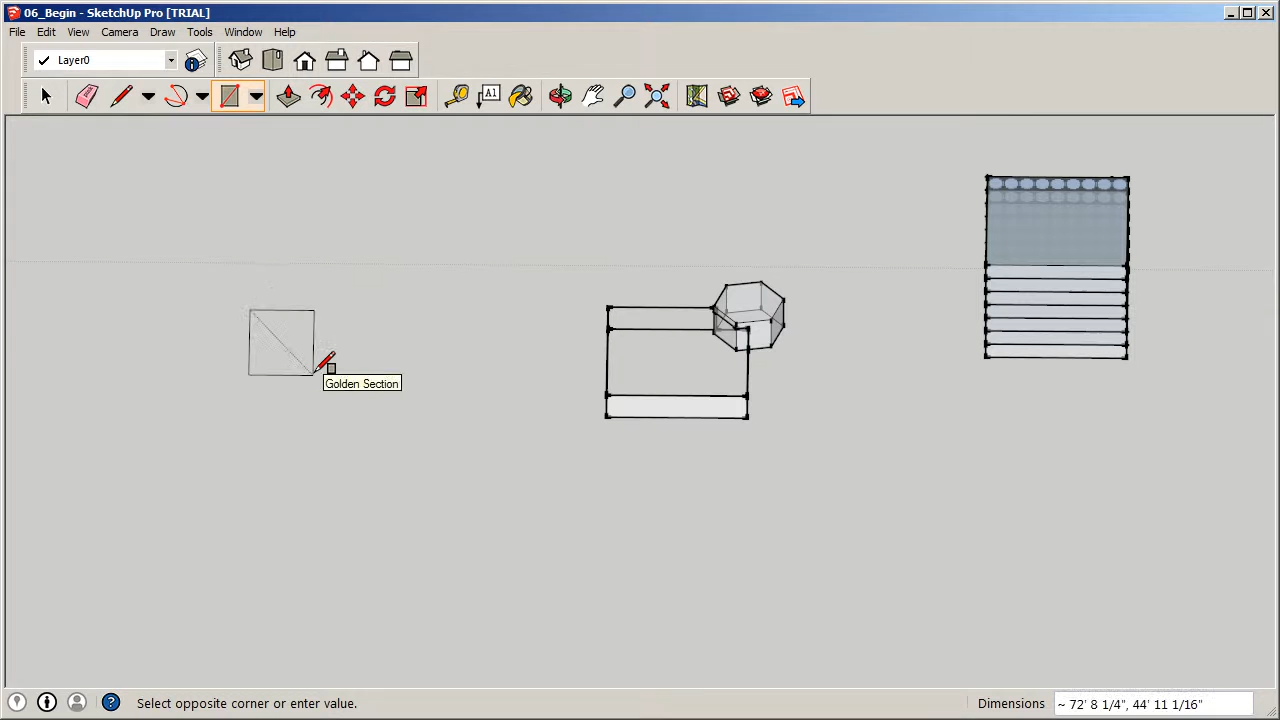 06_Begin - SketchUp Pro [TRIAL]
File Edit View Camera Draw Tools Window Help
Layer0
A1
Golden Section
Select opposite corner or enter value.
Dimensions ~ 72' 8 1/4", 44' 11 1/16"